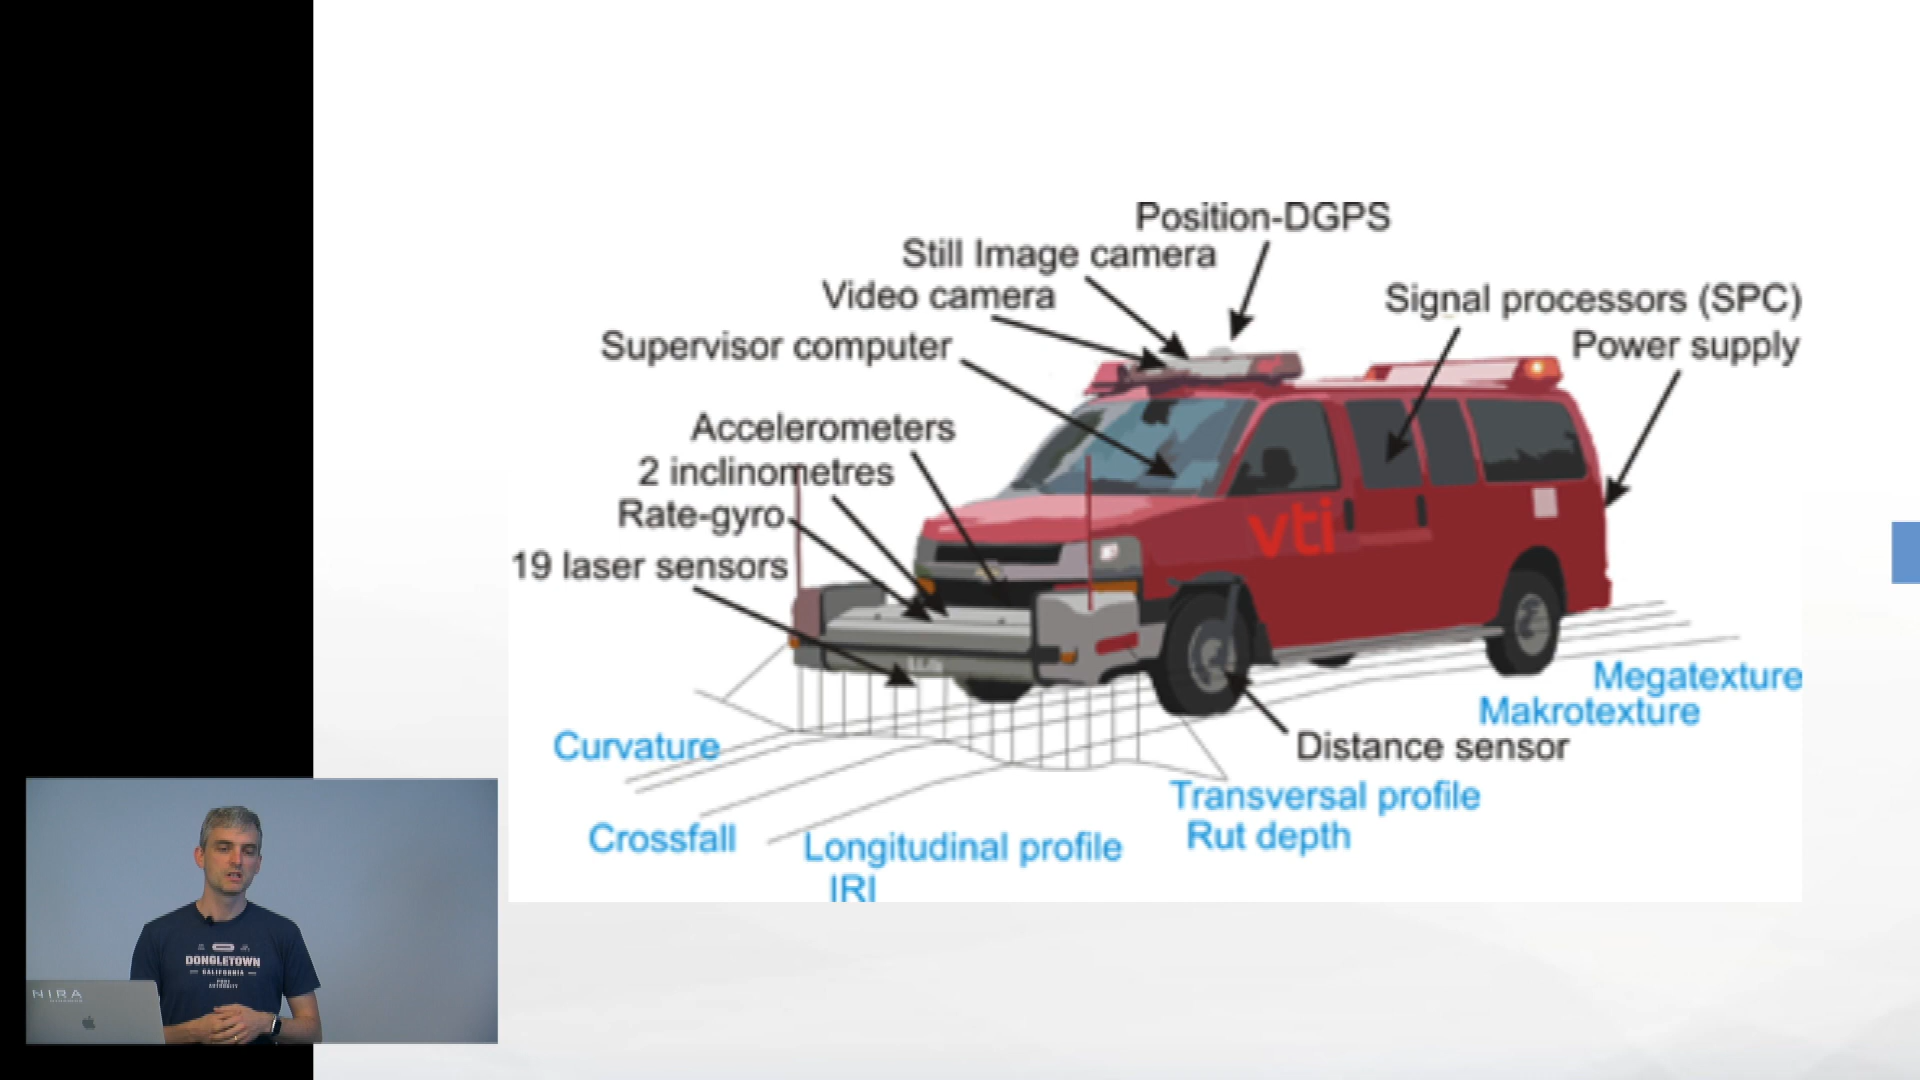 Position-DGPS
Still Image camera
Video camera
Signal processors (SPC)
Supervisor computer
Power supply
Accelerometers
2 inclinometres
Rate-gyro
19 laser sensors
vti
Megatexture
Makrotexture
Curvature
Distance sensor
Transversal profile
Crossfall
Rut depth
Longitudinal profile
IRI
DONGLETOWN
CALIFORNIA
PORT
AUTHORITY
NIRA